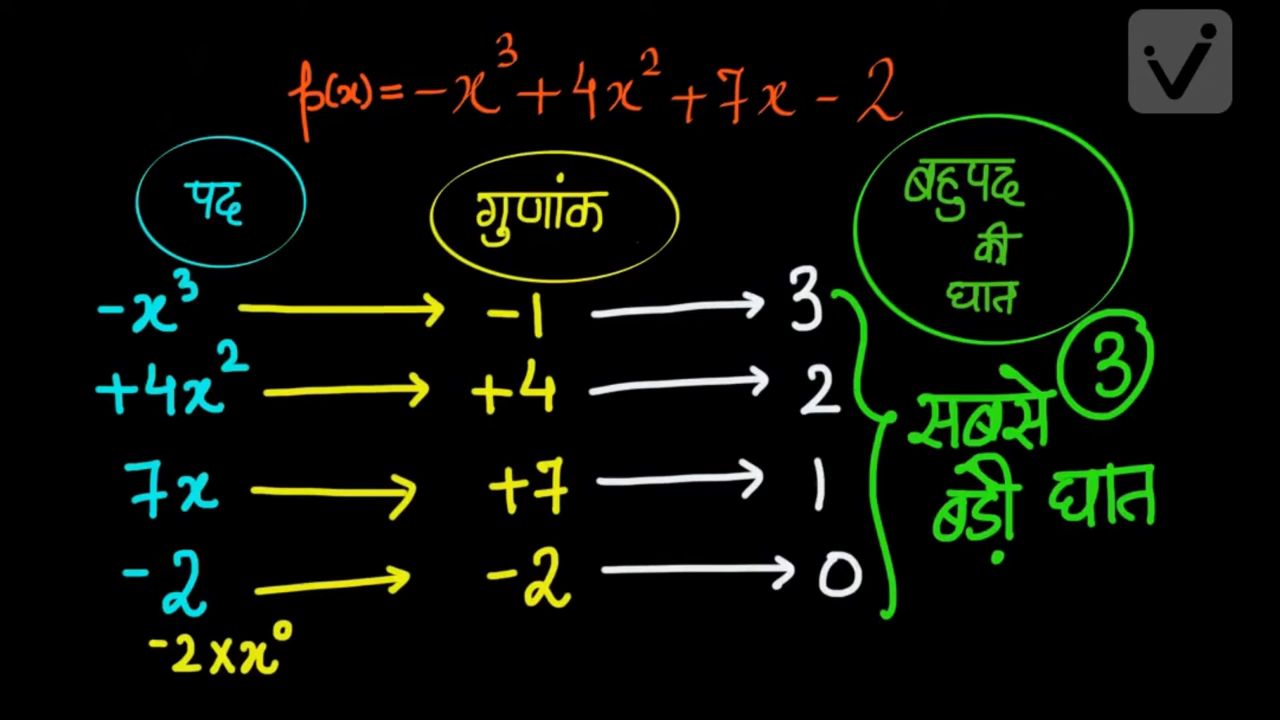 p(x) = -x³ + 4x² + 7x - 2
पद गुणांक बहुपद की घात
-x³ → -1 → 3
+4x² → +4 → 2
7x → +7 → 1
-2 → -2 → 0
-2 × x⁰
सबसे 3
बड़ी घात